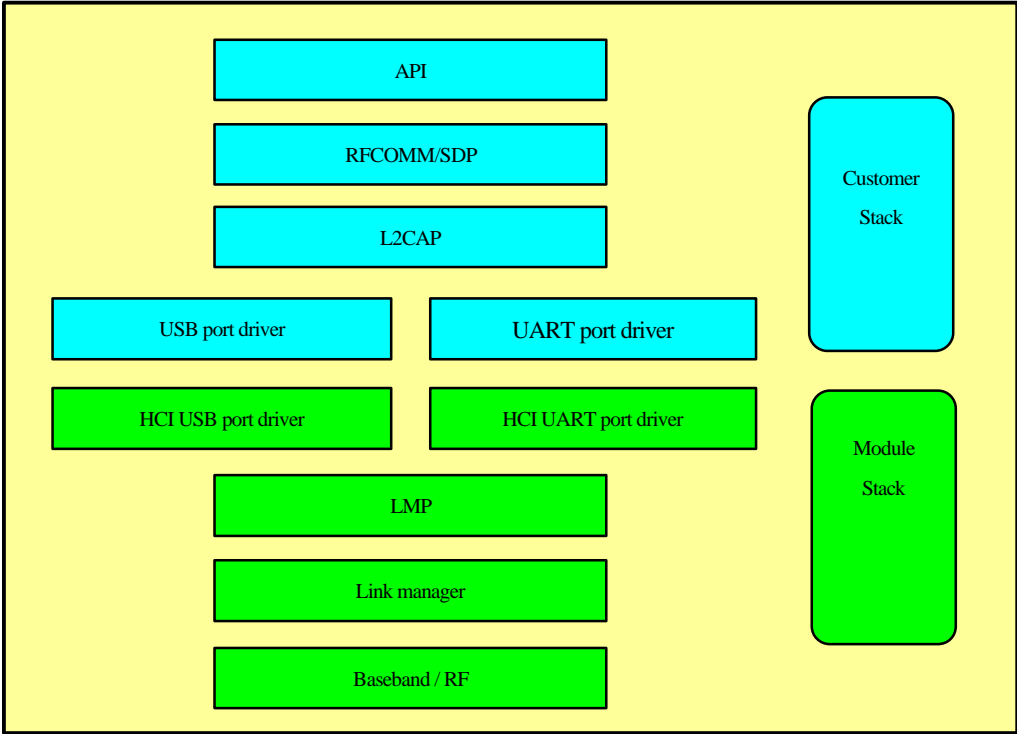 API
RFCOMM/SDP
L2CAP
USB port driver
UART port driver
HCI USB port driver
HCI UART port driver
LMP
Link manager
Baseband / RF
Customer
Stack
Module
Stack